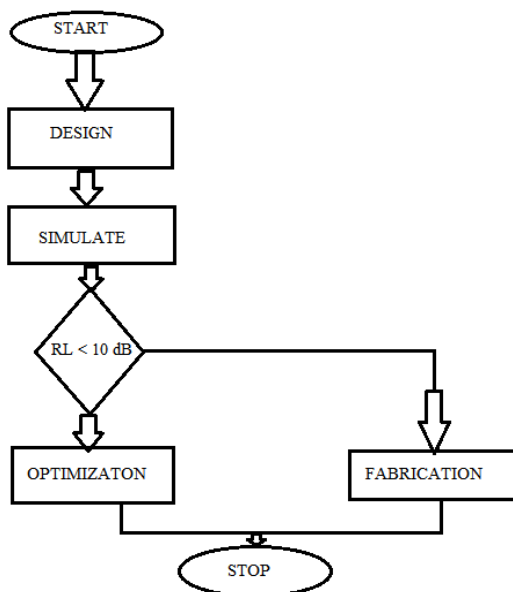 START
DESIGN
SIMULATE
RL < 10 dB
OPTIMIZATON
FABRICATION
STOP